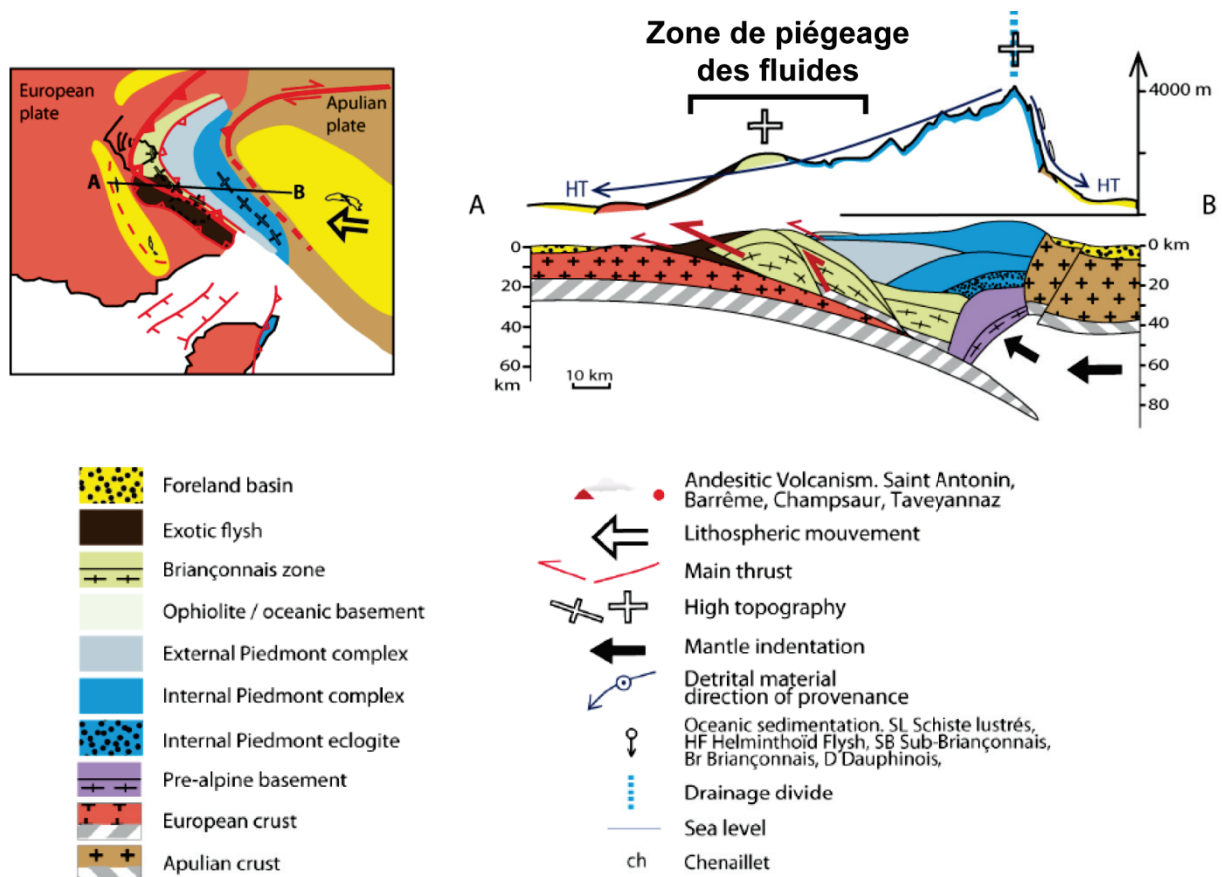 Zone de piégeage
des fluides
European
plate
Apulian
plate
A
B
4000 m
HT
HT
A
B
0
20
40
60
km
10 km
0 km
20
40
60
80
Foreland basin
Exotic flysh
Briançonnais zone
Ophiolite / oceanic basement
External Piedmont complex
Internal Piedmont complex
Internal Piedmont eclogite
Pre-alpine basement
European crust
Apulian crust
Andesitic Volcanism. Saint Antonin,
Barrême, Champsaur, Taveyannaz
Lithospheric mouvement
Main thrust
High topography
Mantle indentation
Detrital material
direction of provenance
Oceanic sedimentation. SL Schiste lustrés,
HF Helminthoïd Flysh, SB Sub-Briançonnais,
Br Briançonnais, D Dauphinois,
Drainage divide
Sea level
ch
Chenaillet